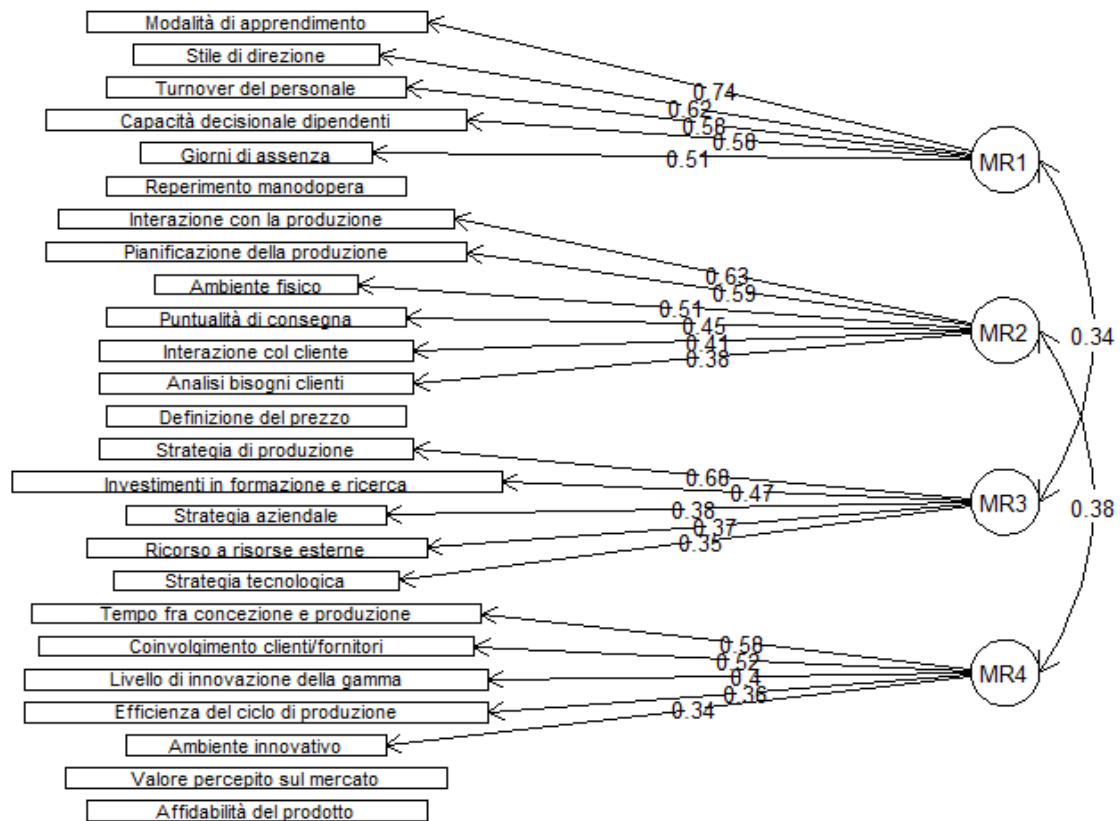 Modalità di apprendimento
Stile di direzione
Turnover del personale
Capacità decisionale dipendenti
Giorni di assenza
Reperimento manodopera
Interazione con la produzione
Pianificazione della produzione
Ambiente fisico
Puntualità di consegna
Interazione col cliente
Analisi bisogni clienti
Definizione del prezzo
Strategia di produzione
Investimenti in formazione e ricerca
Strategia aziendale
Ricorso a risorse esterne
Strategia tecnologica
Tempo fra concezione e produzione
Coinvolgimento clienti/fornitori
Livello di innovazione della gamma
Efficienza del ciclo di produzione
Ambiente innovativo
Valore percepito sul mercato
Affidabilità del prodotto
0.74
0.62
0.58
0.58
0.51
0.63
0.59
0.51
0.45
0.41
0.38
0.68
0.47
0.38
0.37
0.35
0.58
0.52
0.4
0.36
0.34
MR1
MR2
MR3
MR4
0.34
0.38